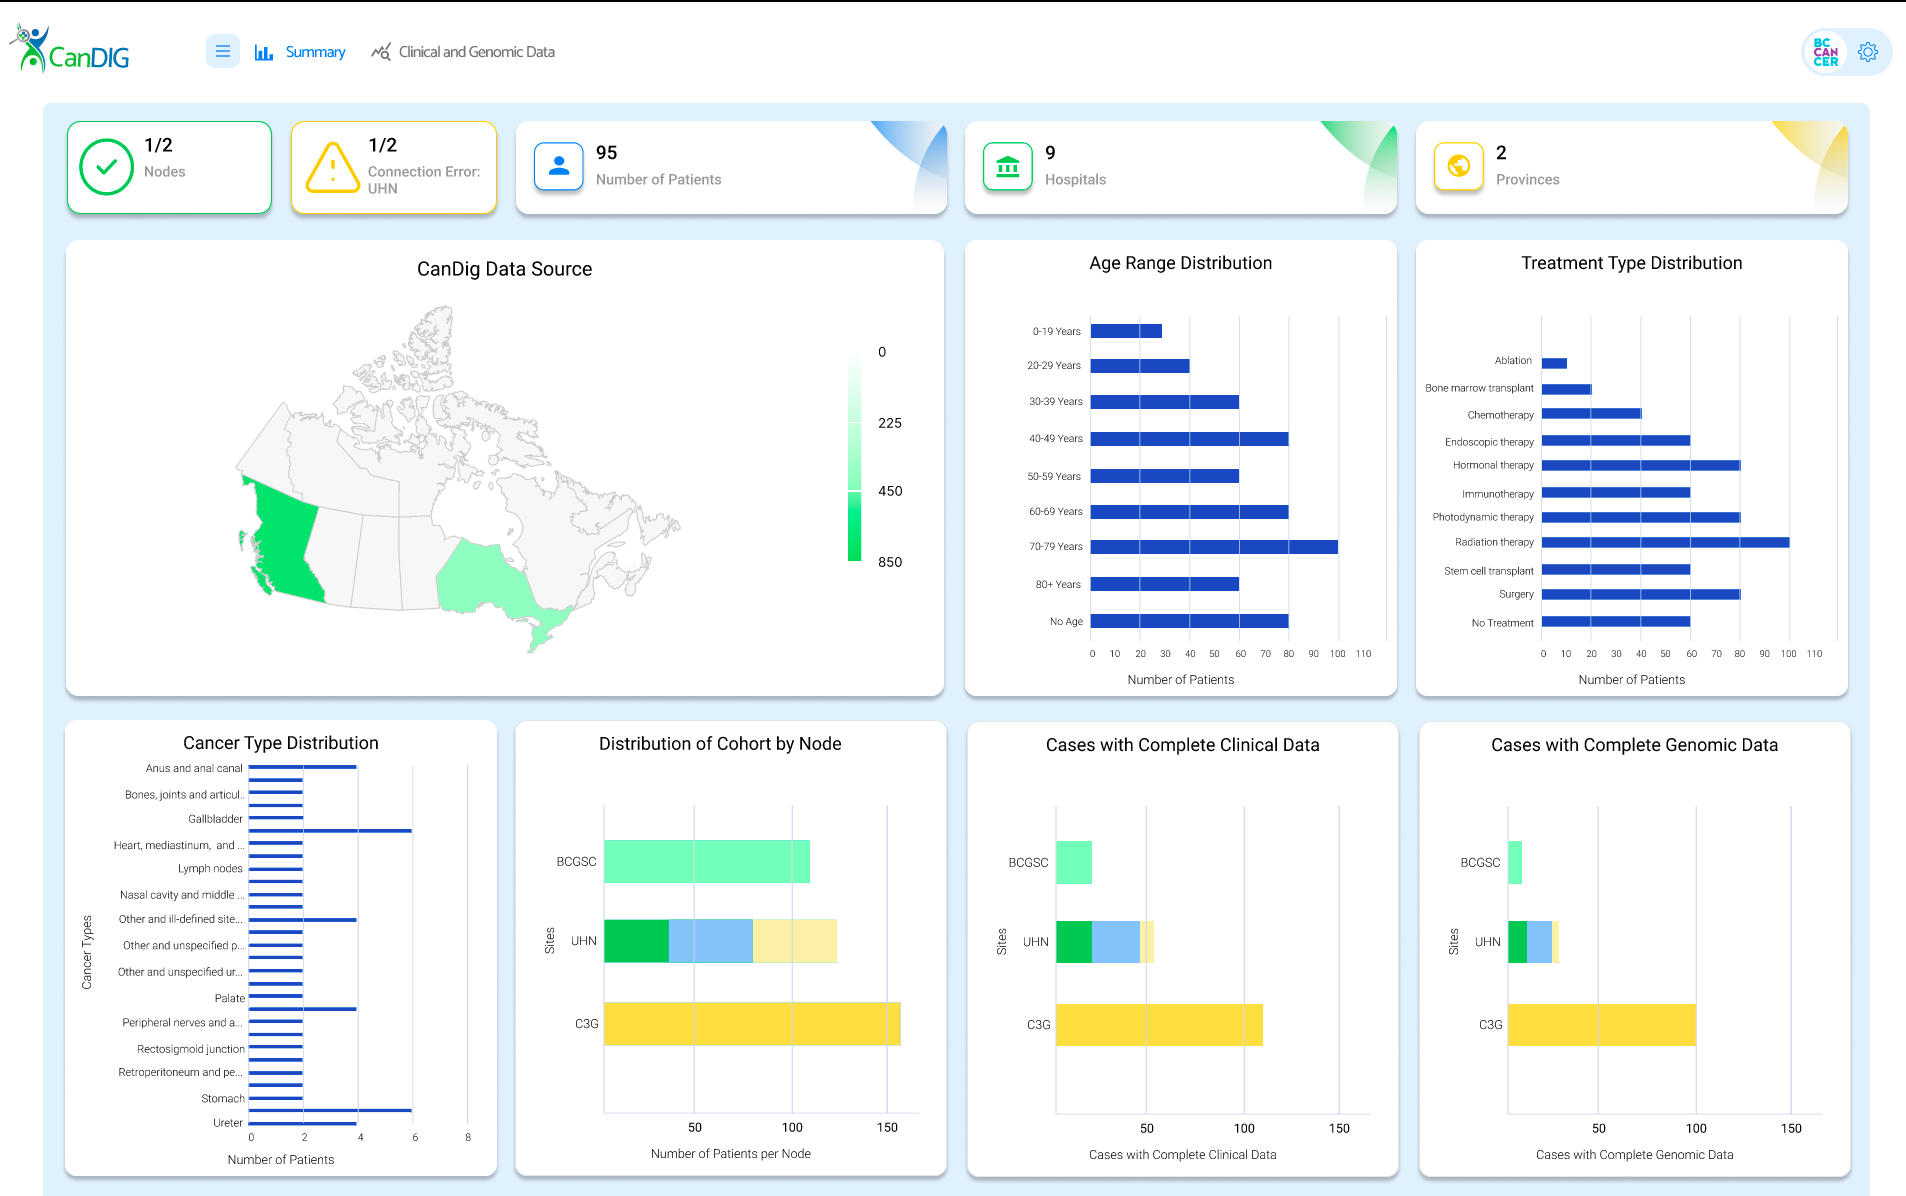 CanDIG
Summary
Clinical and Genomic Data
BC
CAN
CER
1/2
Nodes
1/2
Connection Error:
UHN
95
Number of Patients
9
Hospitals
2
Provinces
CanDig Data Source
0
225
450
850
Age Range Distribution
0-19 Years
20-29 Years
30-39 Years
40-49 Years
50-59 Years
60-69 Years
70-79 Years
80+ Years
No Age
0 10 20 30 40 50 60 70 80 90 100 110
Number of Patients
Treatment Type Distribution
Ablation
Bone marrow transplant
Chemotherapy
Endoscopic therapy
Hormonal therapy
Immunotherapy
Photodynamic therapy
Radiation therapy
Stem cell transplant
Surgery
No Treatment
0 10 20 30 40 50 60 70 80 90 100 110
Number of Patients
Cancer Type Distribution
Cancer Types
Anus and anal canal
Bones, joints and articul..
Gallbladder
Heart, mediastinum, and ...
Lymph nodes
Nasal cavity and middle ...
Other and ill-defined site...
Other and unspecified p...
Other and unspecified ur...
Palate
Peripheral nerves and a...
Rectosigmoid junction
Retroperitoneum and pe...
Stomach
Ureter
0 2 4 6 8
Number of Patients
Distribution of Cohort by Node
Sites
BCGSC
UHN
C3G
50 100 150
Number of Patients per Node
Cases with Complete Clinical Data
Sites
BCGSC
UHN
C3G
50 100 150
Cases with Complete Clinical Data
Cases with Complete Genomic Data
Sites
BCGSC
UHN
C3G
50 100 150
Cases with Complete Genomic Data